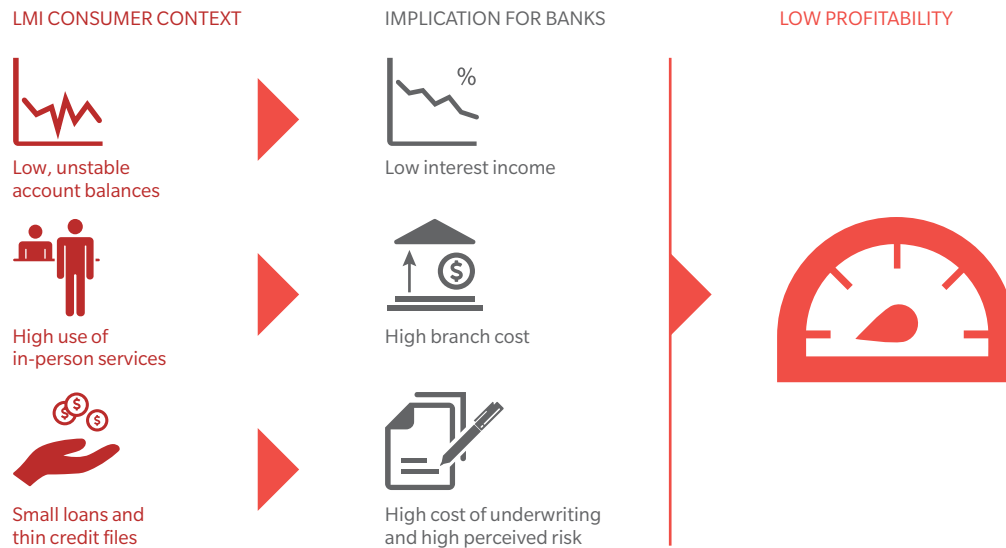 LMI CONSUMER CONTEXT
IMPLICATION FOR BANKS
LOW PROFITABILITY
%
Low, unstable
account balances
Low interest income
$
High use of
in-person services
High branch cost
$ $ $
Small loans and
thin credit files
High cost of underwriting
and high perceived risk